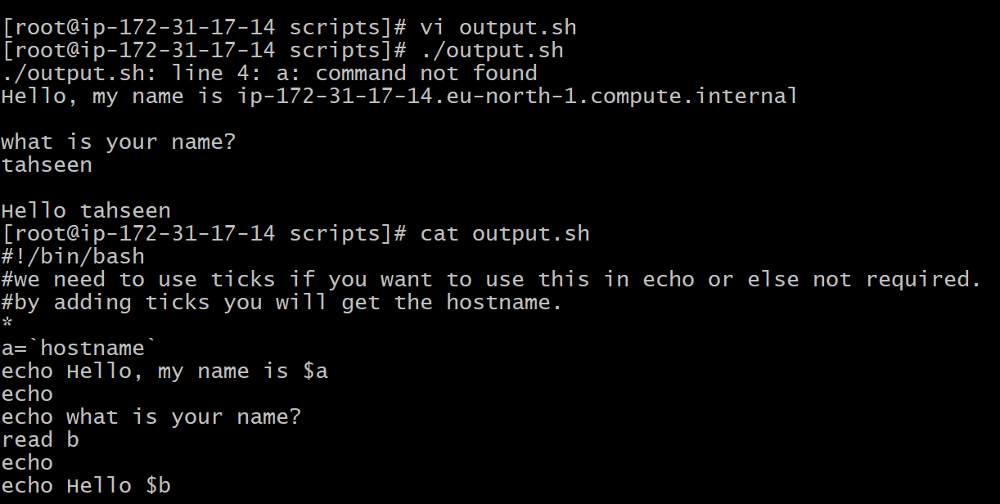 [root@ip-172-31-17-14 scripts]# vi output.sh
[root@ip-172-31-17-14 scripts]# ./output.sh
./output.sh: line 4: a: command not found
Hello, my name is ip-172-31-17-14.eu-north-1.compute.internal

what is your name?
tahseen

Hello tahseen
[root@ip-172-31-17-14 scripts]# cat output.sh
#!/bin/bash
#we need to use ticks if you want to use this in echo or else not required.
#by adding ticks you will get the hostname.
*
a=`hostname`
echo Hello, my name is $a
echo
echo what is your name?
read b
echo
echo Hello $b